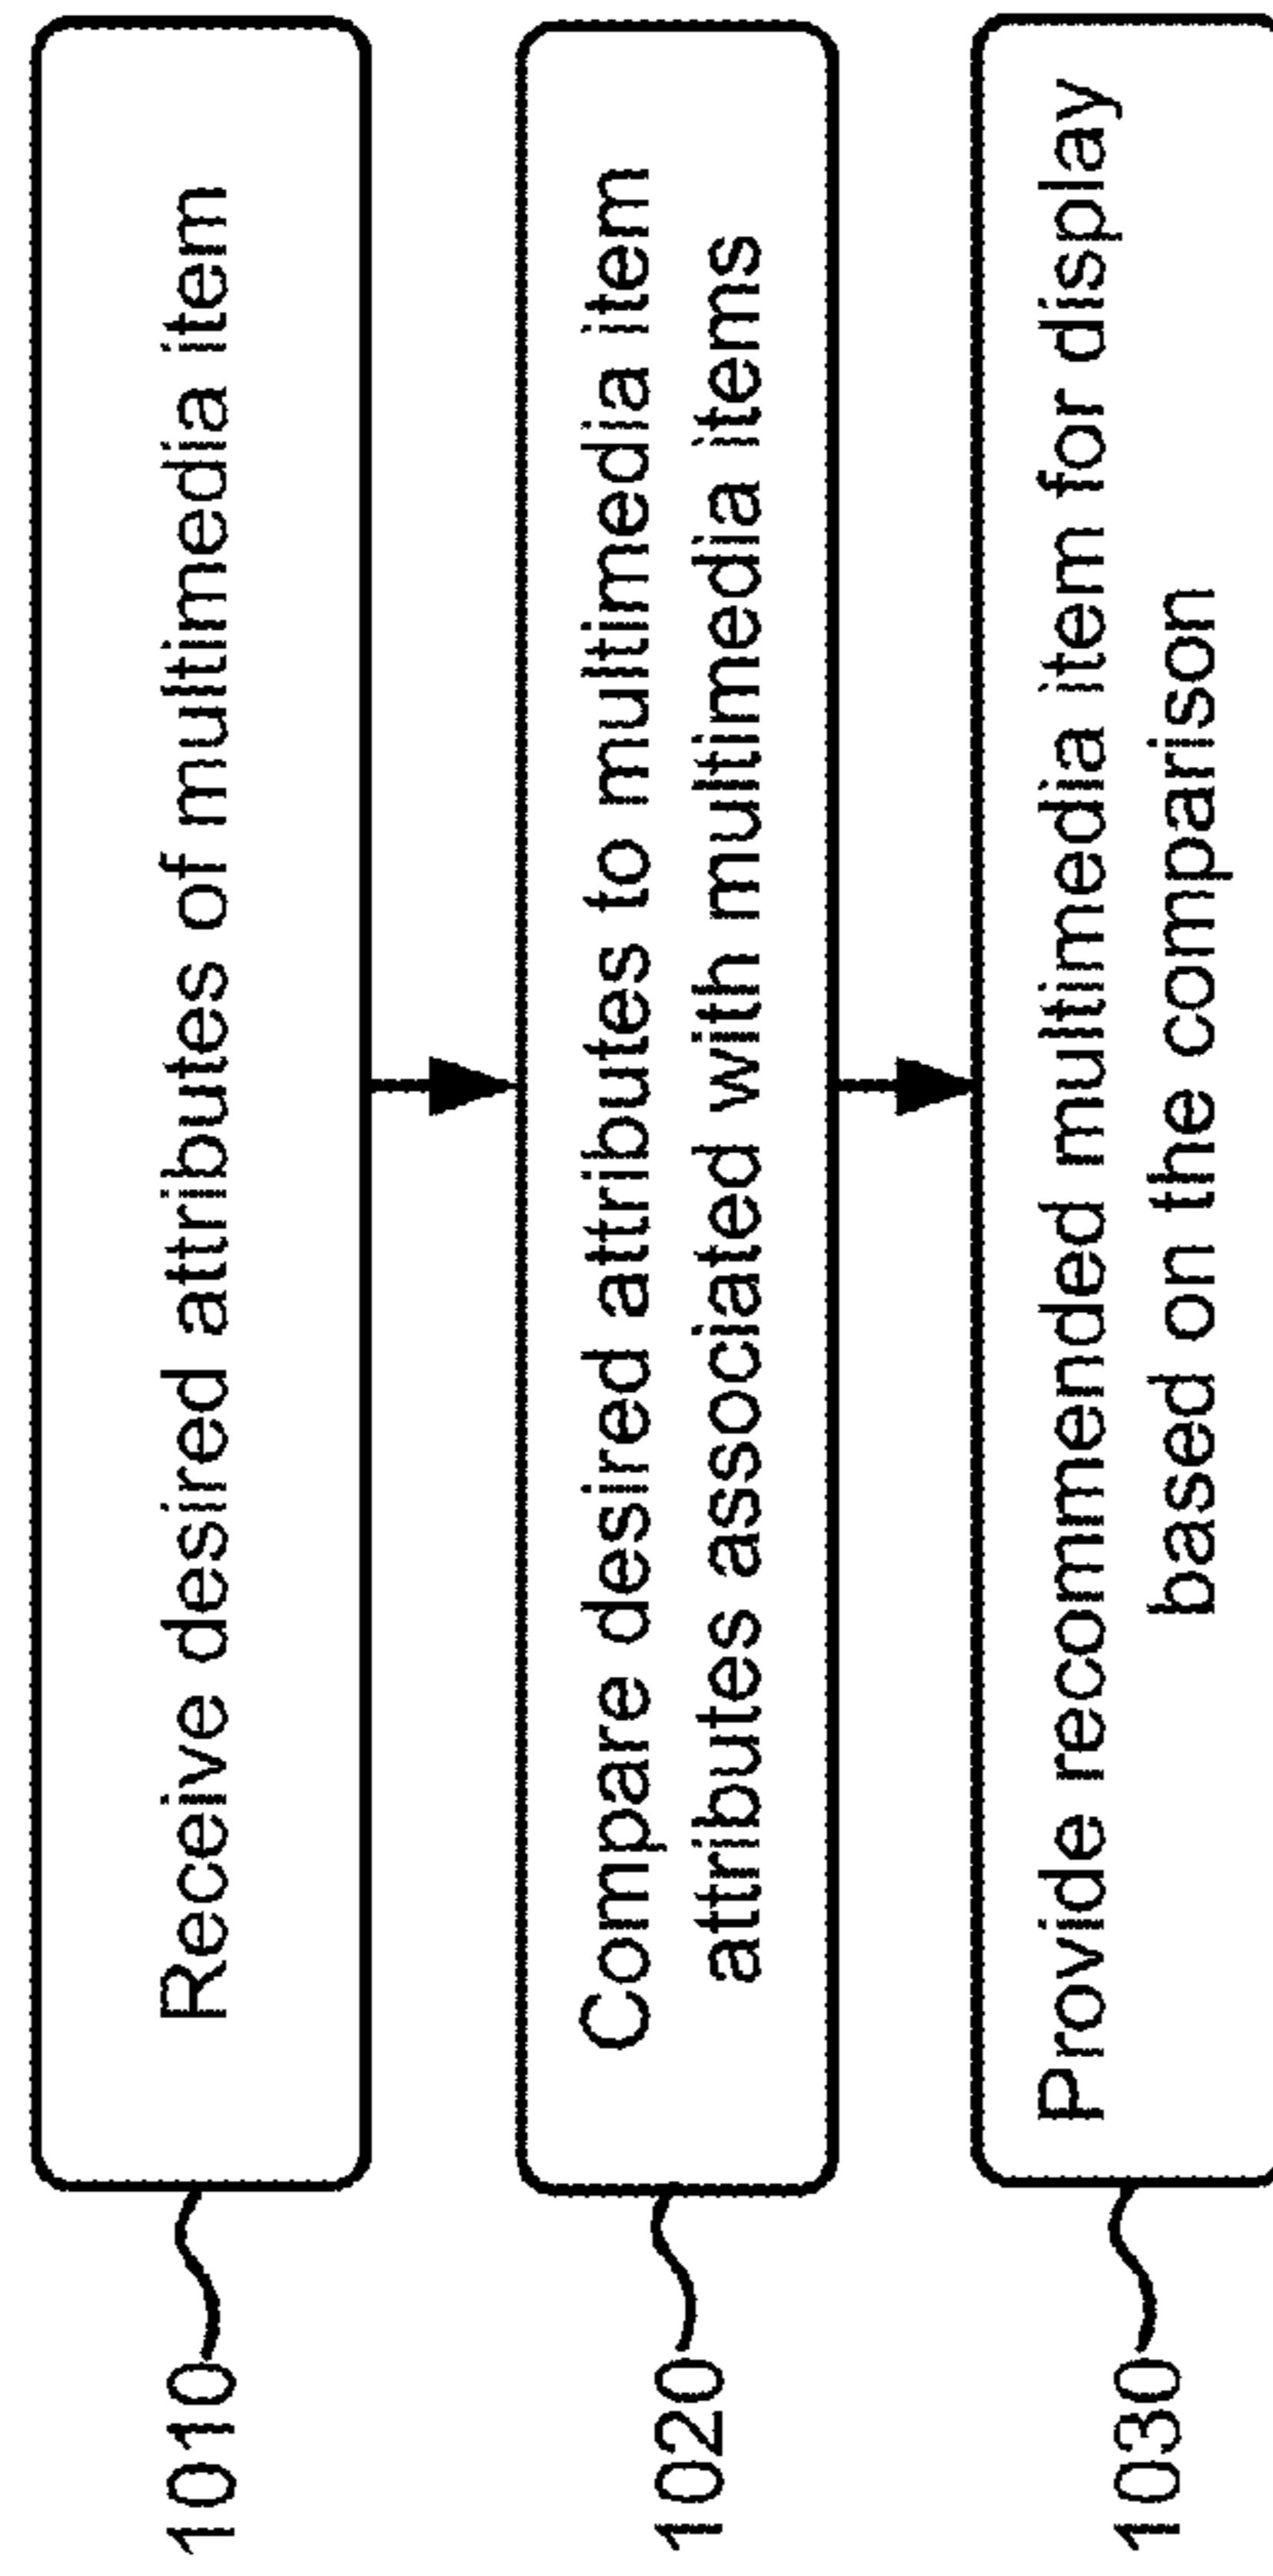 1010
Receive desired attributes of multimedia item
1020
Compare desired attributes to multimedia item
attributes associated with multimedia items
1030
Provide recommended multimedia item for display
based on the comparison